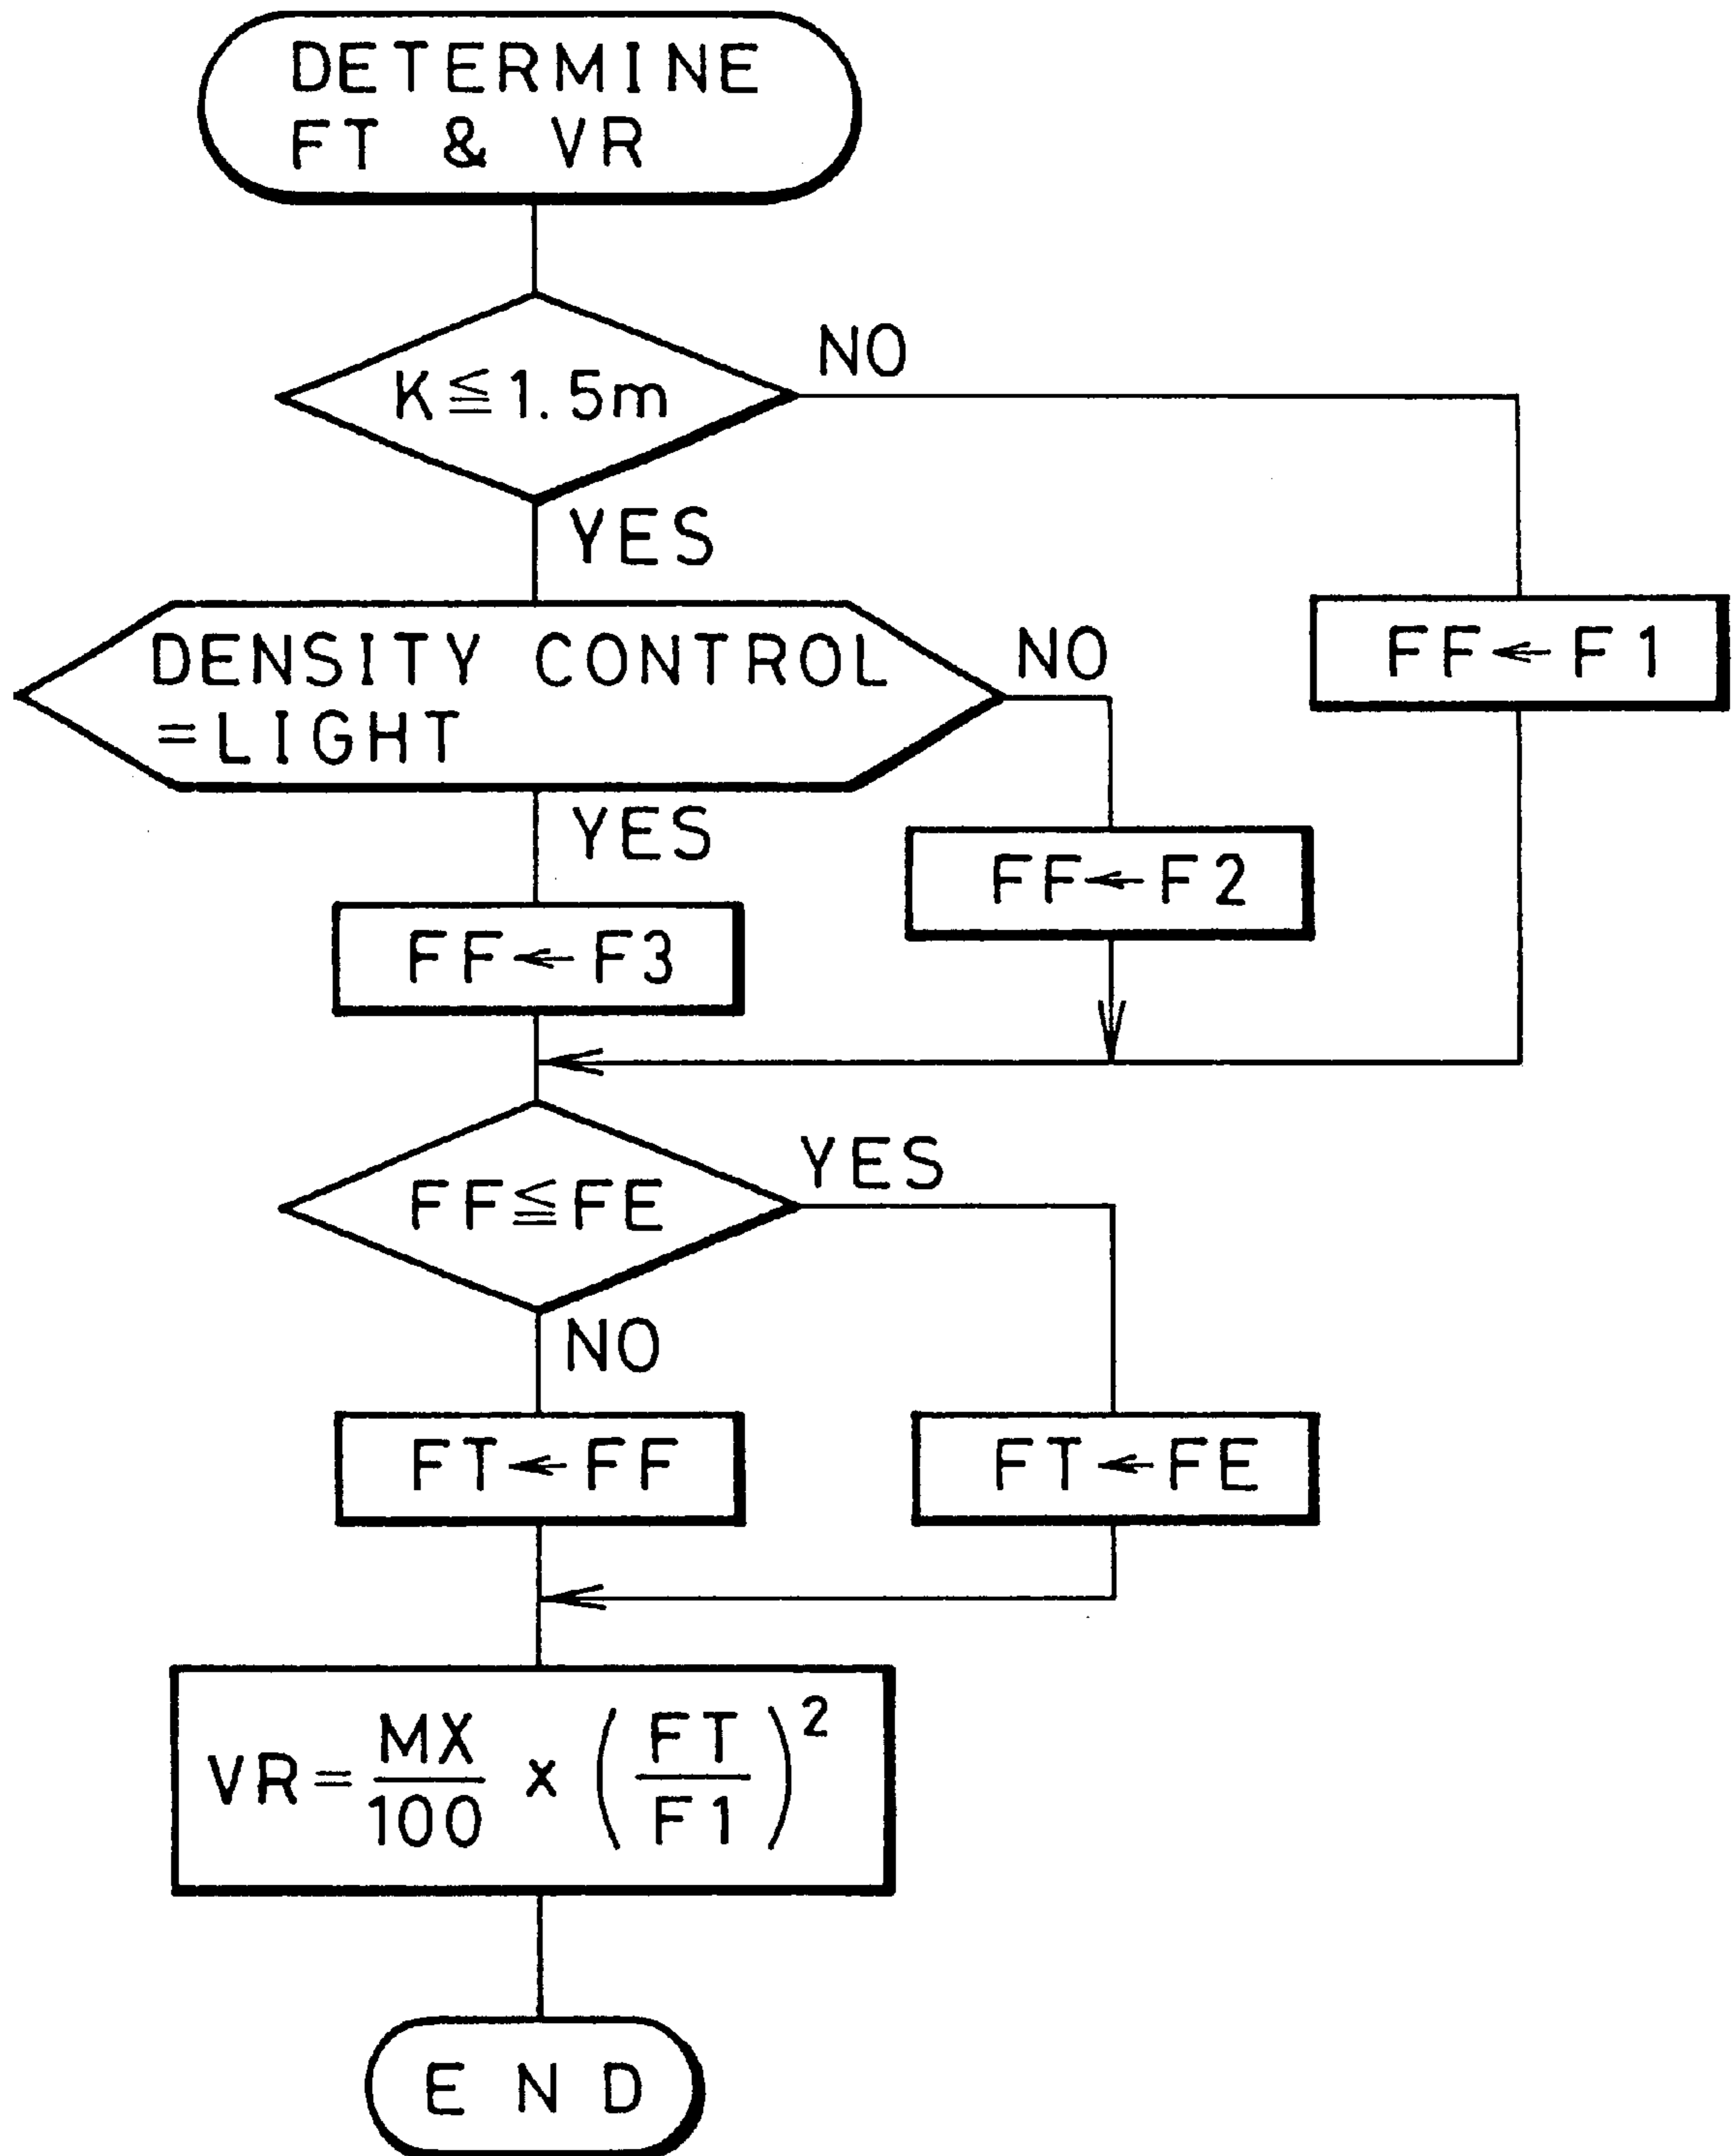 DETERMINE
FT & VR
K≦1.5m
NO
YES
DENSITY CONTROL
=LIGHT
NO
FF←F1
YES
FF←F2
FF←F3
FF≦FE
YES
NO
FT←FF
FT←FE
VR=MX/100×(FT/F1)²
END